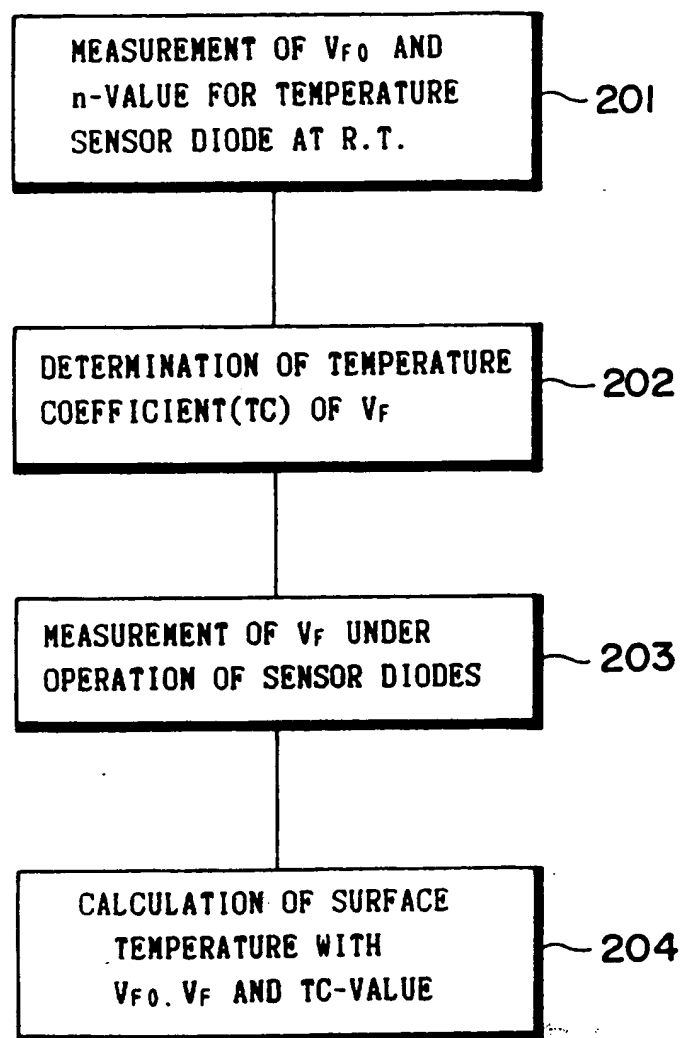 MEASUREMENT OF VF0 AND
n-VALUE FOR TEMPERATURE
SENSOR DIODE AT R.T.
201
DETERMINATION OF TEMPERATURE
COEFFICIENT(TC) OF VF
202
MEASUREMENT OF VF UNDER
OPERATION OF SENSOR DIODES
203
CALCULATION OF SURFACE
TEMPERATURE WITH
VF0. VF AND TC-VALUE
204